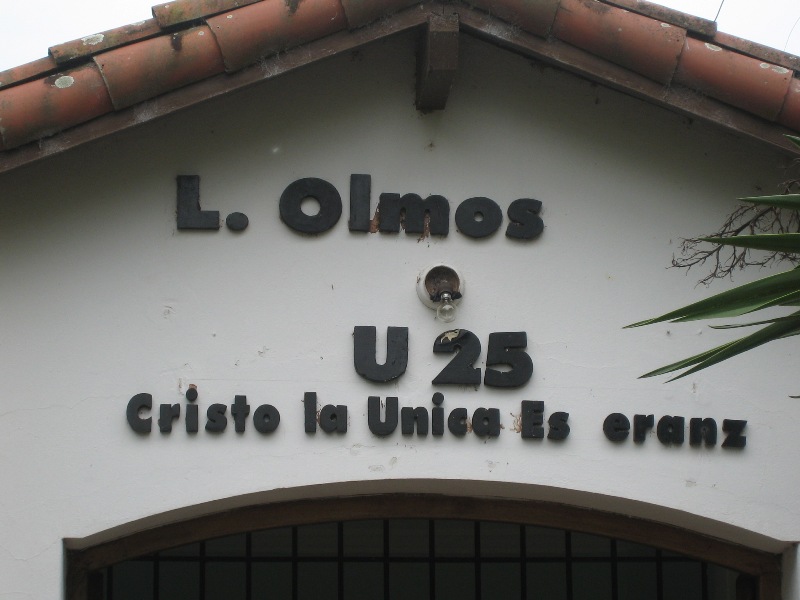 L. Olmos
U 25
Cristo la Unica Es eranz